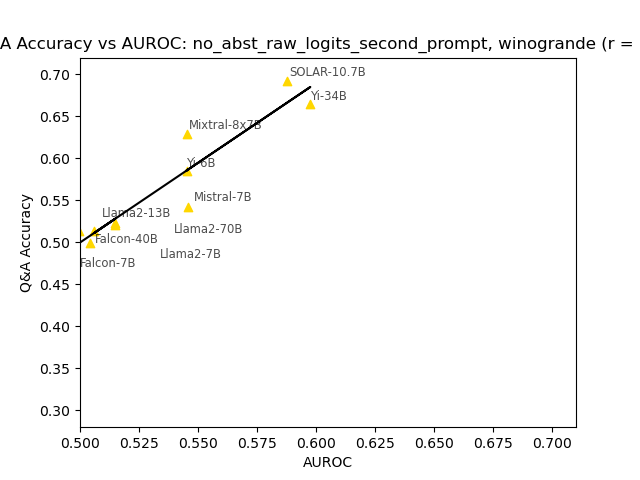 A Accuracy vs AUROC: no_abst_raw_logits_second_prompt, winogrande (r =
0.70
0.65
0.60
0.55
0.50
0.45
0.40
0.35
0.30
Q&A Accuracy
SOLAR-10.7B
Yi-34B
Mixtral-8x7B
Yi-6B
Mistral-7B
Llama2-13B
Llama2-70B
Falcon-40B
Llama2-7B
Falcon-7B
0.500
0.525
0.550
0.575
0.600
0.625
0.650
0.675
0.700
AUROC